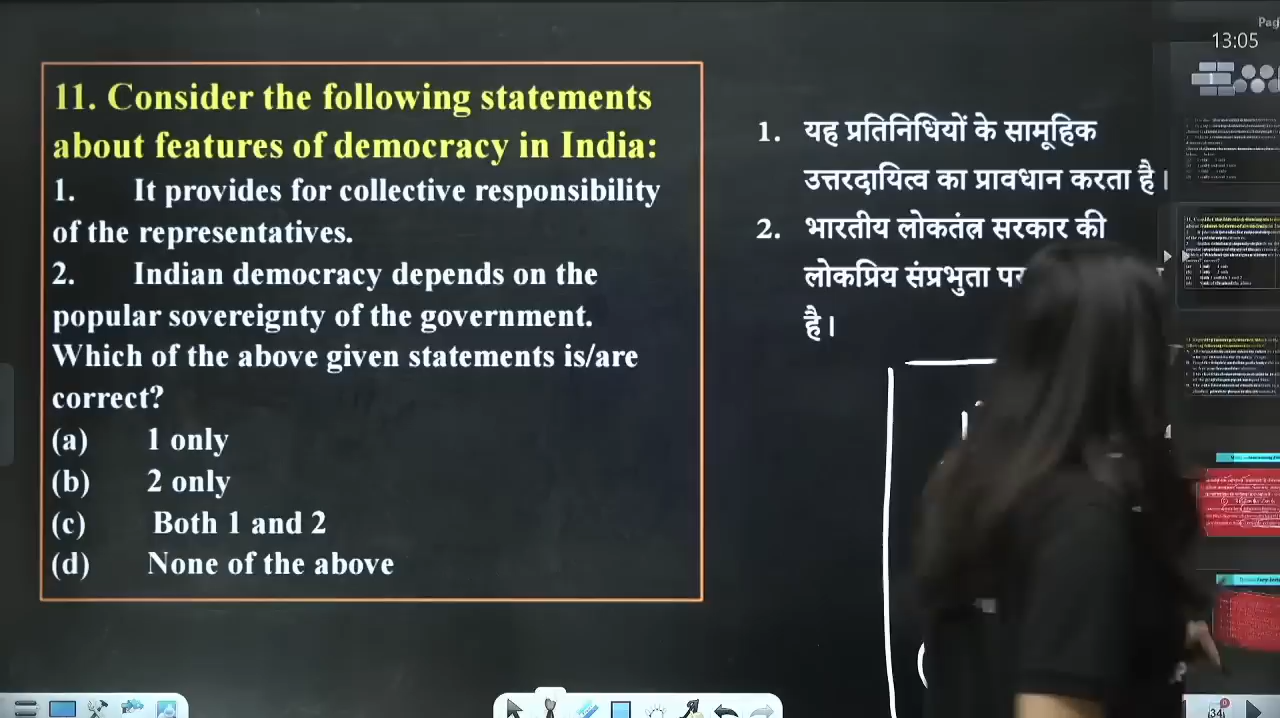 13:05
11. Consider the following statements
about features of democracy in India:
1. It provides for collective responsibility
of the representatives.
2. Indian democracy depends on the
popular sovereignty of the government.
Which of the above given statements is/are
correct?
(a) 1 only
(b) 2 only
(c) Both 1 and 2
(d) None of the above
1. यह प्रतिनिधियों के सामूहिक
उत्तरदायित्व का प्रावधान करता है।
2. भारतीय लोकतंत्र सरकार की
लोकप्रिय संप्रभुता
है।